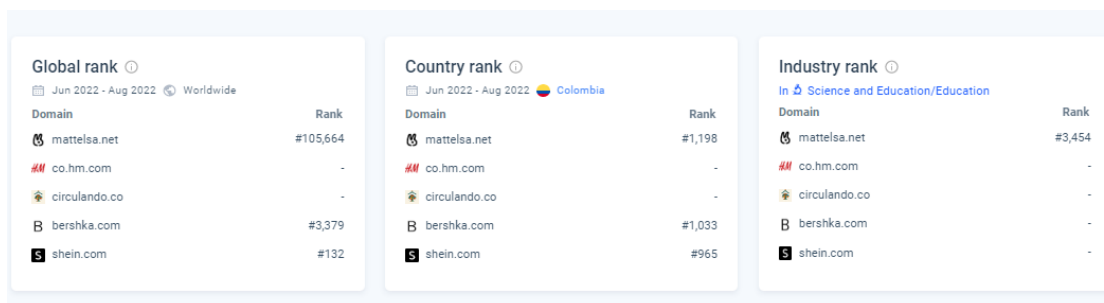 Global rank
Jun 2022 - Aug 2022 Worldwide
Domain Rank
mattelsa.net #105,664
HM co.hm.com -
circulando.co -
B bershka.com #3,379
S shein.com #132
Country rank
Jun 2022 - Aug 2022 Colombia
Domain Rank
mattelsa.net #1,198
HM co.hm.com -
circulando.co -
B bershka.com #1,033
S shein.com #965
Industry rank
In Science and Education/Education
Domain Rank
mattelsa.net #3,454
HM co.hm.com -
circulando.co -
B bershka.com -
S shein.com -